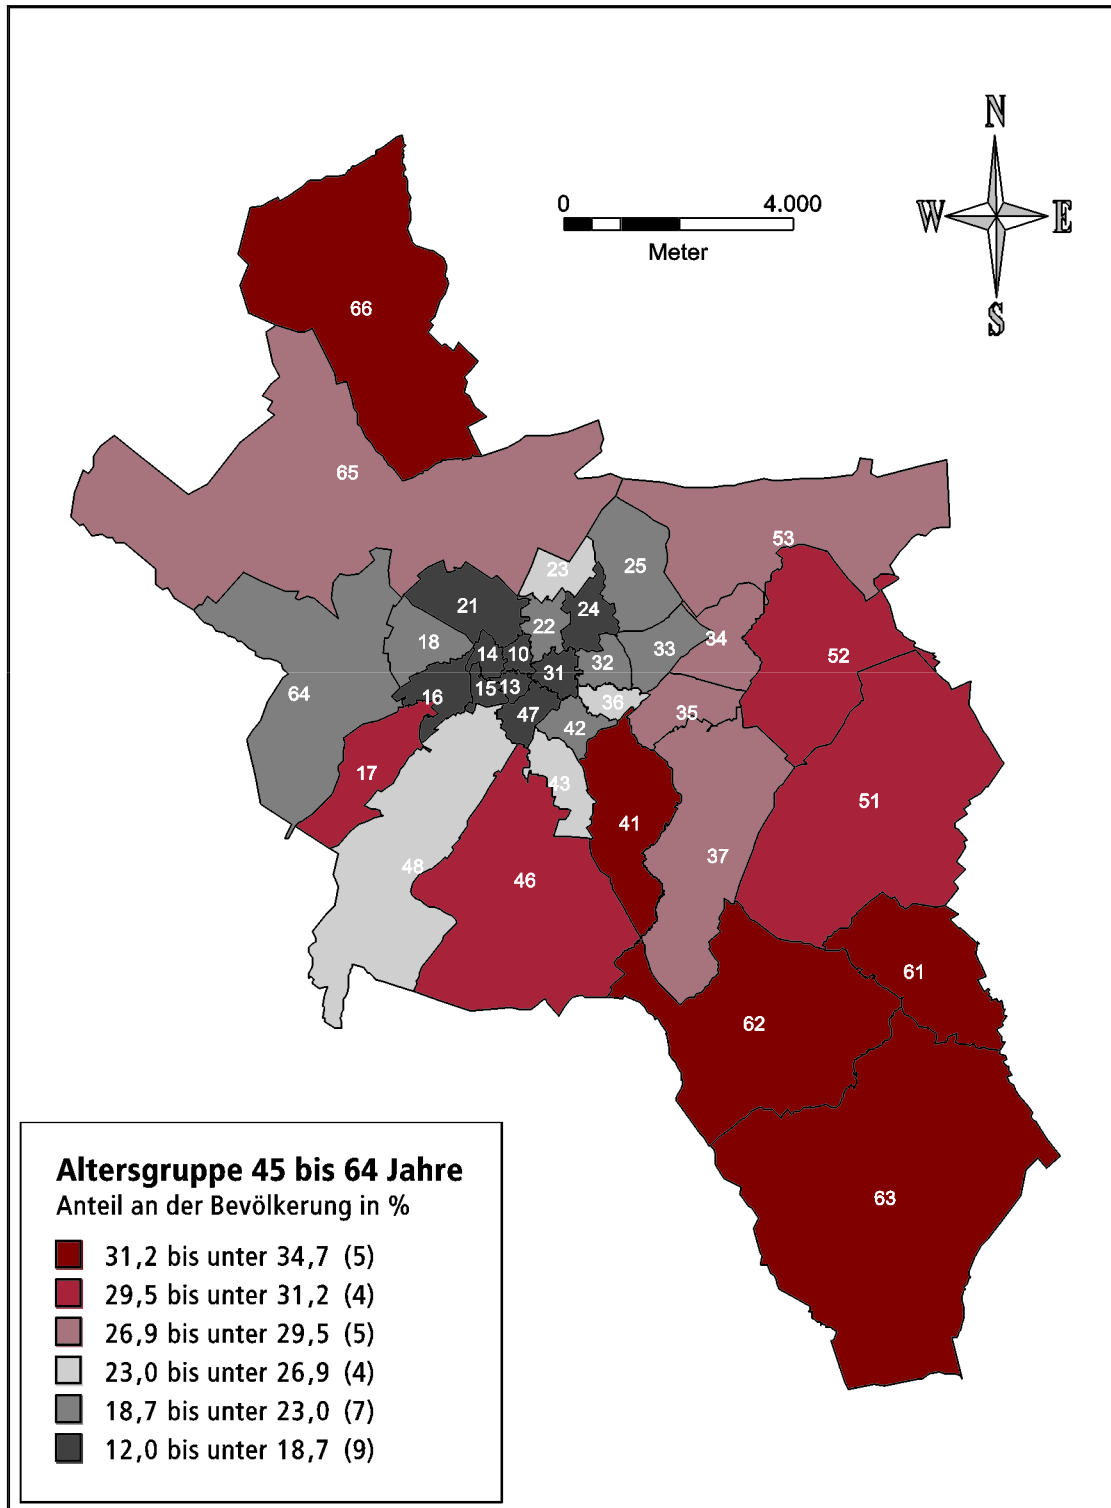 N
0 4.000
W E
Meter
S
66
65
53
23 25
21 24
22
18 34
14 10 33 52
32
31
15 13
64 16 36
47 35
42
17
43 51
41
48 37
46
61
62
63
Altersgruppe 45 bis 64 Jahre
Anteil an der Bevölkerung in %
31,2 bis unter 34,7 (5)
29,5 bis unter 31,2 (4)
26,9 bis unter 29,5 (5)
23,0 bis unter 26,9 (4)
18,7 bis unter 23,0 (7)
12,0 bis unter 18,7 (9)